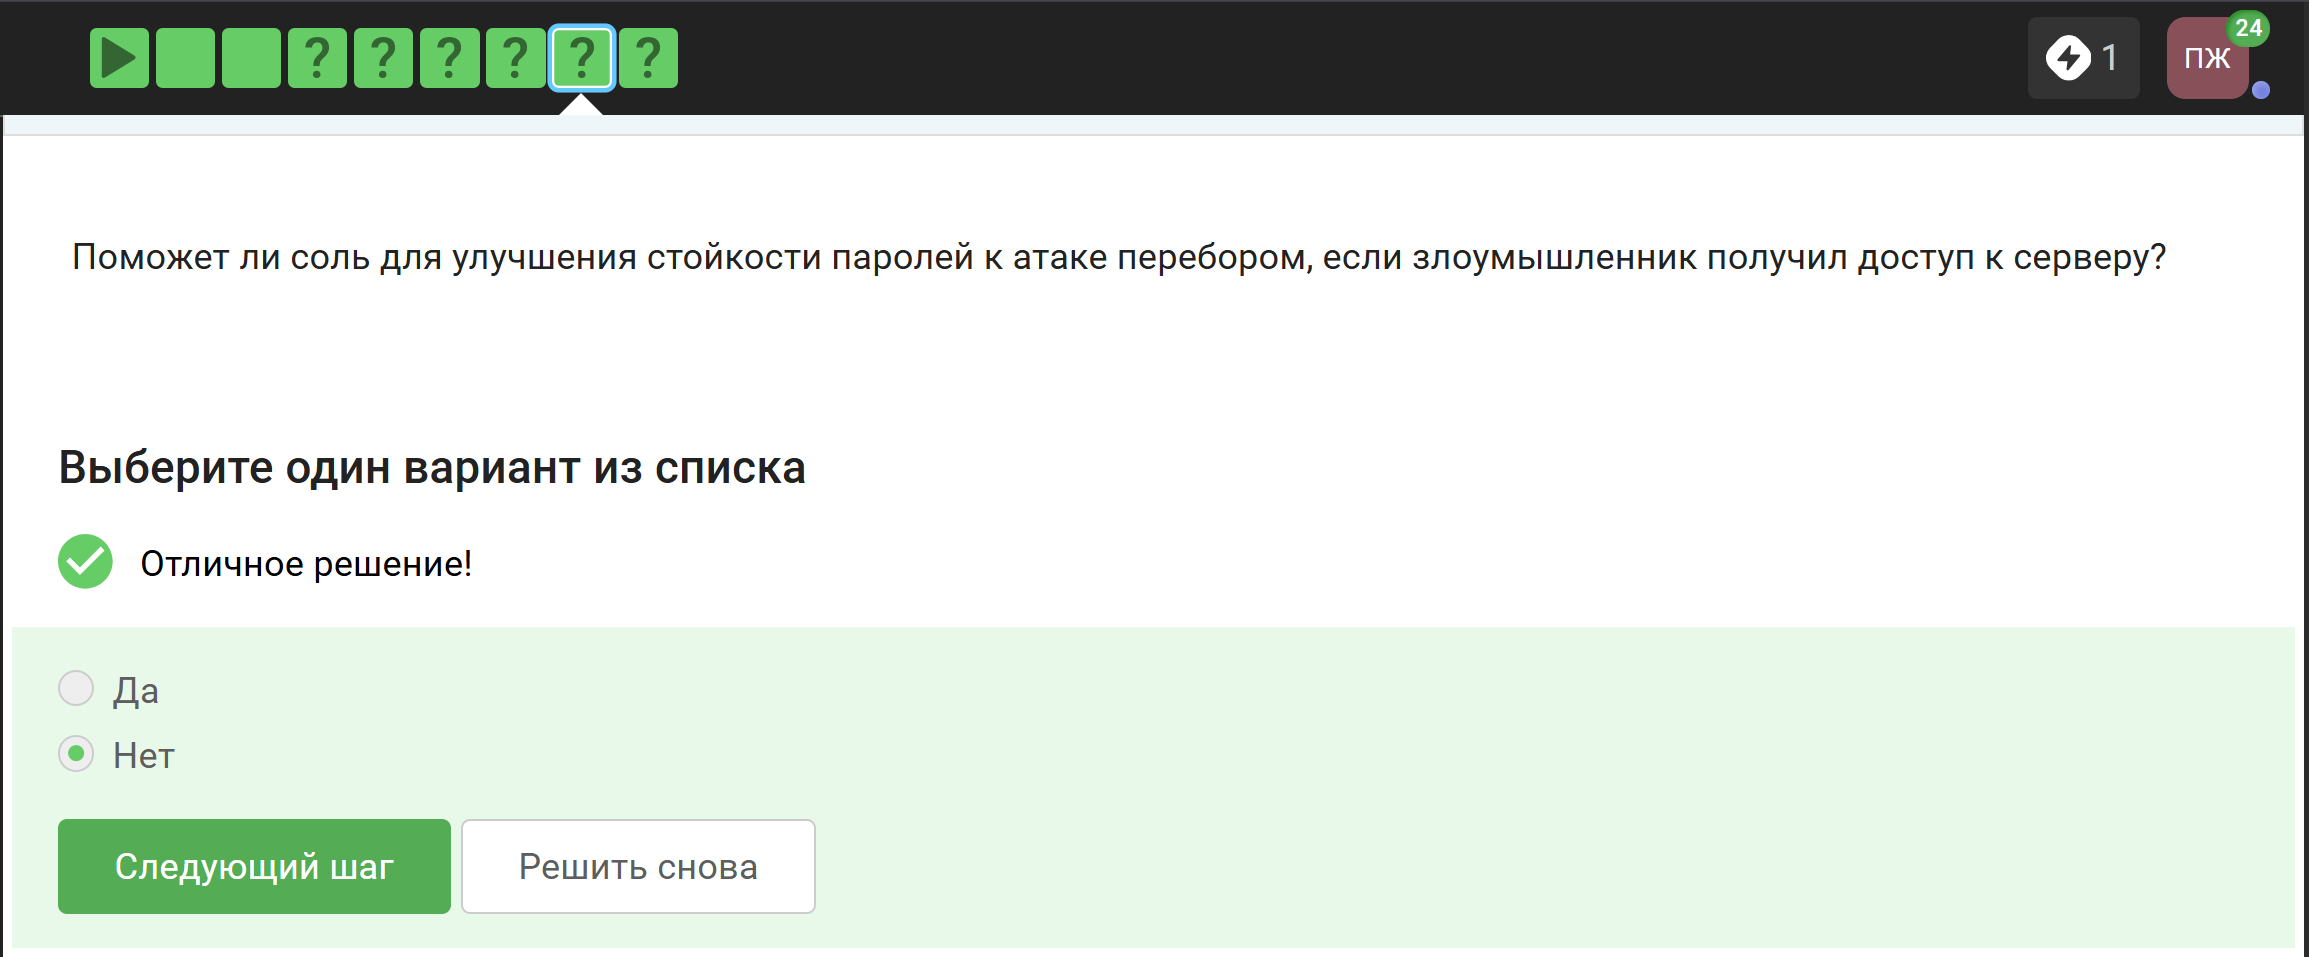 ? ? ? ? ? ?
1
ПЖ
24
Поможет ли соль для улучшения стойкости паролей к атаке перебором, если злоумышленник получил доступ к серверу?
Выберите один вариант из списка
Отличное решение!
Да
Нет
Следующий шаг
Решить снова